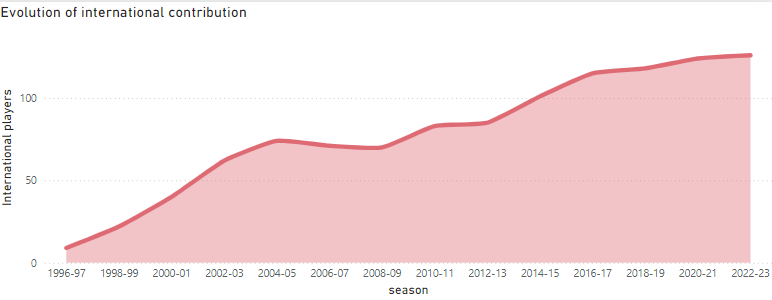 Evolution of international contribution
International players
100
50
0
1996-97 1998-99 2000-01 2002-03 2004-05 2006-07 2008-09 2010-11 2012-13 2014-15 2016-17 2018-19 2020-21 2022-23
season